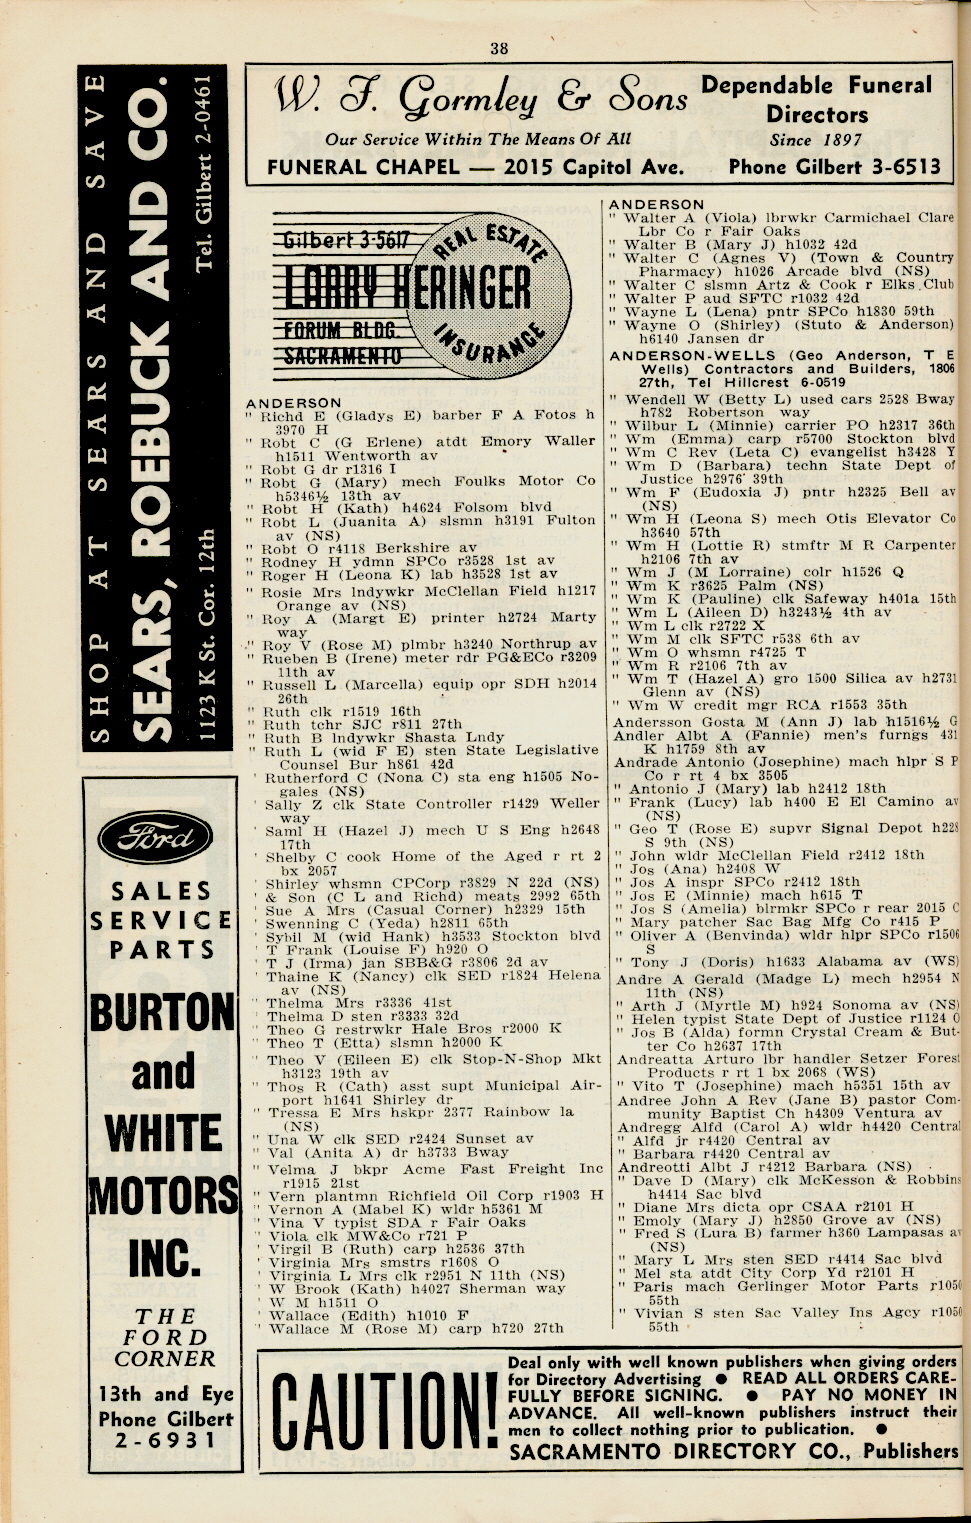 38
SHOP AT SEARS AND SAVE
SEARS, ROEBUCK AND CO.
1123 K St. Cor. 12th Tel. Gilbert 2-0461
Ford
SALES
SERVICE
PARTS
BURTON
and
WHITE
MOTORS
INC.
THE
FORD
CORNER
13th and Eye
Phone Gilbert
2-6931
W. F. Gormley & Sons
Our Service Within The Means Of All
Dependable Funeral
Directors
Since 1897
FUNERAL CHAPEL — 2015 Capitol Ave. Phone Gilbert 3-6513
Gilbert 3-5617
LARRY HERINGER
FORUM BLDG.
SACRAMENTO
REAL ESTATE
INSURANCE
ANDERSON
" Richd E (Gladys E) barber F A Fotos h
3970 H
" Robt C (G Erlene) atdt Emory Waller
h1511 Wentworth av
" Robt G dr r1316 I
" Robt G (Mary) mech Foulks Motor Co
h5346½ 13th av
" Robt H (Kath) h4624 Folsom blvd
" Robt L (Juanita A) slsmn h3191 Fulton
av (NS)
" Robt O r4118 Berkshire av
" Rodney H ydmn SPCo r3528 1st av
" Roger H (Leona K) lab h3528 1st av
" Rosie Mrs lndywkr McClellan Field h1217
Orange av (NS)
" Roy A (Margt E) printer h2724 Marty
way
" Roy V (Rose M) plmbr h3240 Northrup av
" Rueben B (Irene) meter rdr PG&ECo r3209
11th av
" Russell L (Marcella) equip opr SDH h2014
26th
" Ruth clk r1519 16th
" Ruth tchr SJC r811 27th
" Ruth B lndywkr Shasta Lndy
" Ruth L (wid F E) sten State Legislative
Counsel Bur h861 42d
' Rutherford C (Nona C) sta eng h1505 No-
gales (NS)
' Sally Z clk State Controller r1429 Weller
way
' Saml H (Hazel J) mech U S Eng h2648
17th
' Shelby C cook Home of the Aged r rt 2
bx 2057
' Shirley whsmn CPCorp r3829 N 22d (NS)
' & Son (C L and Richd) meats 2992 65th
' Sue A Mrs (Casual Corner) h2329 15th
' Swenning C (Yeda) h2811 65th
' Sybil M (wid Hank) h3533 Stockton blvd
' T Frank (Louise F) h920 O
' T J (Irma) jan SBB&G r3806 2d av
' Thaine K (Nancy) clk SED r1824 Helena
av (NS)
" Thelma Mrs r3336 41st
" Thelma D sten r3333 32d
" Theo G restrwkr Hale Bros r2000 K
" Theo T (Etta) slsmn h2000 K
" Theo V (Eileen E) clk Stop-N-Shop Mkt
h3123 19th av
" Thos R (Cath) asst supt Municipal Air-
port h1641 Shirley dr
" Tressa E Mrs hskpr 2377 Rainbow la
(NS)
" Una W clk SED r2424 Sunset av
" Val (Anita A) dr h3733 Bway
" Velma J bkpr Acme Fast Freight Inc
r1915 21st
" Vern plantmn Richfield Oil Corp r1903 H
" Vernon A (Mabel K) wldr h5361 M
" Vina V typist SDA r Fair Oaks
' Viola clk MW&Co r721 P
' Virgil B (Ruth) carp h2536 37th
' Virginia Mrs smstrs r1608 O
' Virginia L Mrs clk r2951 N 11th (NS)
' W Brook (Kath) h4027 Sherman way
' W M h1511 O
' Wallace (Edith) h1010 F
' Wallace M (Rose M) carp h720 27th
ANDERSON
" Walter A (Viola) lbrwkr Carmichael Clare
Lbr Co r Fair Oaks
" Walter B (Mary J) h1032 42d
" Walter C (Agnes V) (Town & Country
Pharmacy) h1026 Arcade blvd (NS)
" Walter C slsmn Artz & Cook r Elks Club
" Walter P aud SFTC r1032 42d
" Wayne L (Lena) pntr SPCo h1830 59th
" Wayne O (Shirley) (Stuto & Anderson)
h6140 Jansen dr
ANDERSON-WELLS (Geo Anderson, T E
Wells) Contractors and Builders, 1806
27th, Tel Hillcrest 6-0519
" Wendell W (Betty L) used cars 2528 Bway
h782 Robertson way
" Wilbur L (Minnie) carrier PO h2317 36th
" Wm (Emma) carp r5700 Stockton blvd
" Wm C Rev (Leta C) evangelist h3428 Y
" Wm D (Barbara) techn State Dept of
Justice h2976 39th
" Wm F (Eudoxia J) pntr h2325 Bell av
(NS)
" Wm H (Leona S) mech Otis Elevator Co
h3640 57th
" Wm H (Lottie R) stmftr M R Carpenter
h2106 7th av
" Wm J (M Lorraine) colr h1526 Q
" Wm K r3625 Palm (NS)
" Wm K (Pauline) clk Safeway h401a 15th
" Wm L (Aileen D) h3243½ 4th av
" Wm L clk r2722 X
" Wm M clk SFTC r538 6th av
" Wm O whsmn r4725 T
" Wm R r2106 7th av
" Wm T (Hazel A) gro 1500 Silica av h2731
Glenn av (NS)
" Wm W credit mgr RCA r1553 35th
Andersson Gosta M (Ann J) lab h1516½ G
Andler Albt A (Fannie) men's furngs 431
K h1759 8th av
Andrade Antonio (Josephine) mach hlpr S P
Co r rt 4 bx 3505
" Antonio J (Mary) lab h2412 18th
" Frank (Lucy) lab h400 E El Camino av
(NS)
" Geo T (Rose E) supvr Signal Depot h228
S 9th (NS)
" John wldr McClellan Field r2412 18th
" Jos (Ana) h2408 W
" Jos A inspr SPCo r2412 18th
" Jos E (Minnie) mach h615 T
" Jos S (Amelia) blrmkr SPCo r rear 2015 C
" Mary patcher Sac Bag Mfg Co r415 P
" Oliver A (Benvinda) wldr hlpr SPCo r1506
S
" Tony J (Doris) h1633 Alabama av (WS)
Andre A Gerald (Madge L) mech h2954 N
11th (NS)
" Arth J (Myrtle M) h924 Sonoma av (NS)
" Helen typist State Dept of Justice r1124 O
" Jos B (Alda) formn Crystal Cream & But-
ter Co h2637 17th
Andreatta Arturo lbr handler Setzer Forest
Products r rt 1 bx 2068 (WS)
" Vito T (Josephine) mach h5351 15th av
Andree John A Rev (Jane B) pastor Com-
munity Baptist Ch h4309 Ventura av
Andregg Alfd (Carol A) wldr h4420 Central
" Alfd jr r4420 Central av
" Barbara r4420 Central av
Andreotti Albt J r4212 Barbara (NS)
" Dave D (Mary) clk McKesson & Robbins
h4414 Sac blvd
" Diane Mrs dicta opr CSAA r2101 H
" Emoly (Mary J) h2850 Grove av (NS)
" Fred S (Lura B) farmer h360 Lampasas av
(NS)
" Mary L Mrs sten SED r4414 Sac blvd
" Mel sta atdt City Corp Yd r2101 H
" Paris mach Gerlinger Motor Parts r1050
55th
" Vivian S sten Sac Valley Ins Agcy r1050
55th
CAUTION!
Deal only with well known publishers when giving orders
for Directory Advertising ● READ ALL ORDERS CARE-
FULLY BEFORE SIGNING. ● PAY NO MONEY IN
ADVANCE. All well-known publishers instruct their
men to collect nothing prior to publication. ●
SACRAMENTO DIRECTORY CO., Publishers